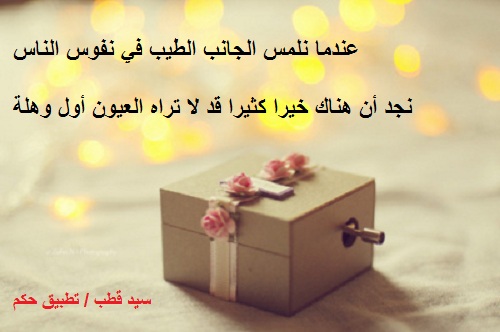 عندما نلمس الجانب الطيب في نفوس الناس
نجد أن هناك خيرا كثيرا قد لا تراه العيون أول وهلة
سيد قطب / تطبيق حكم